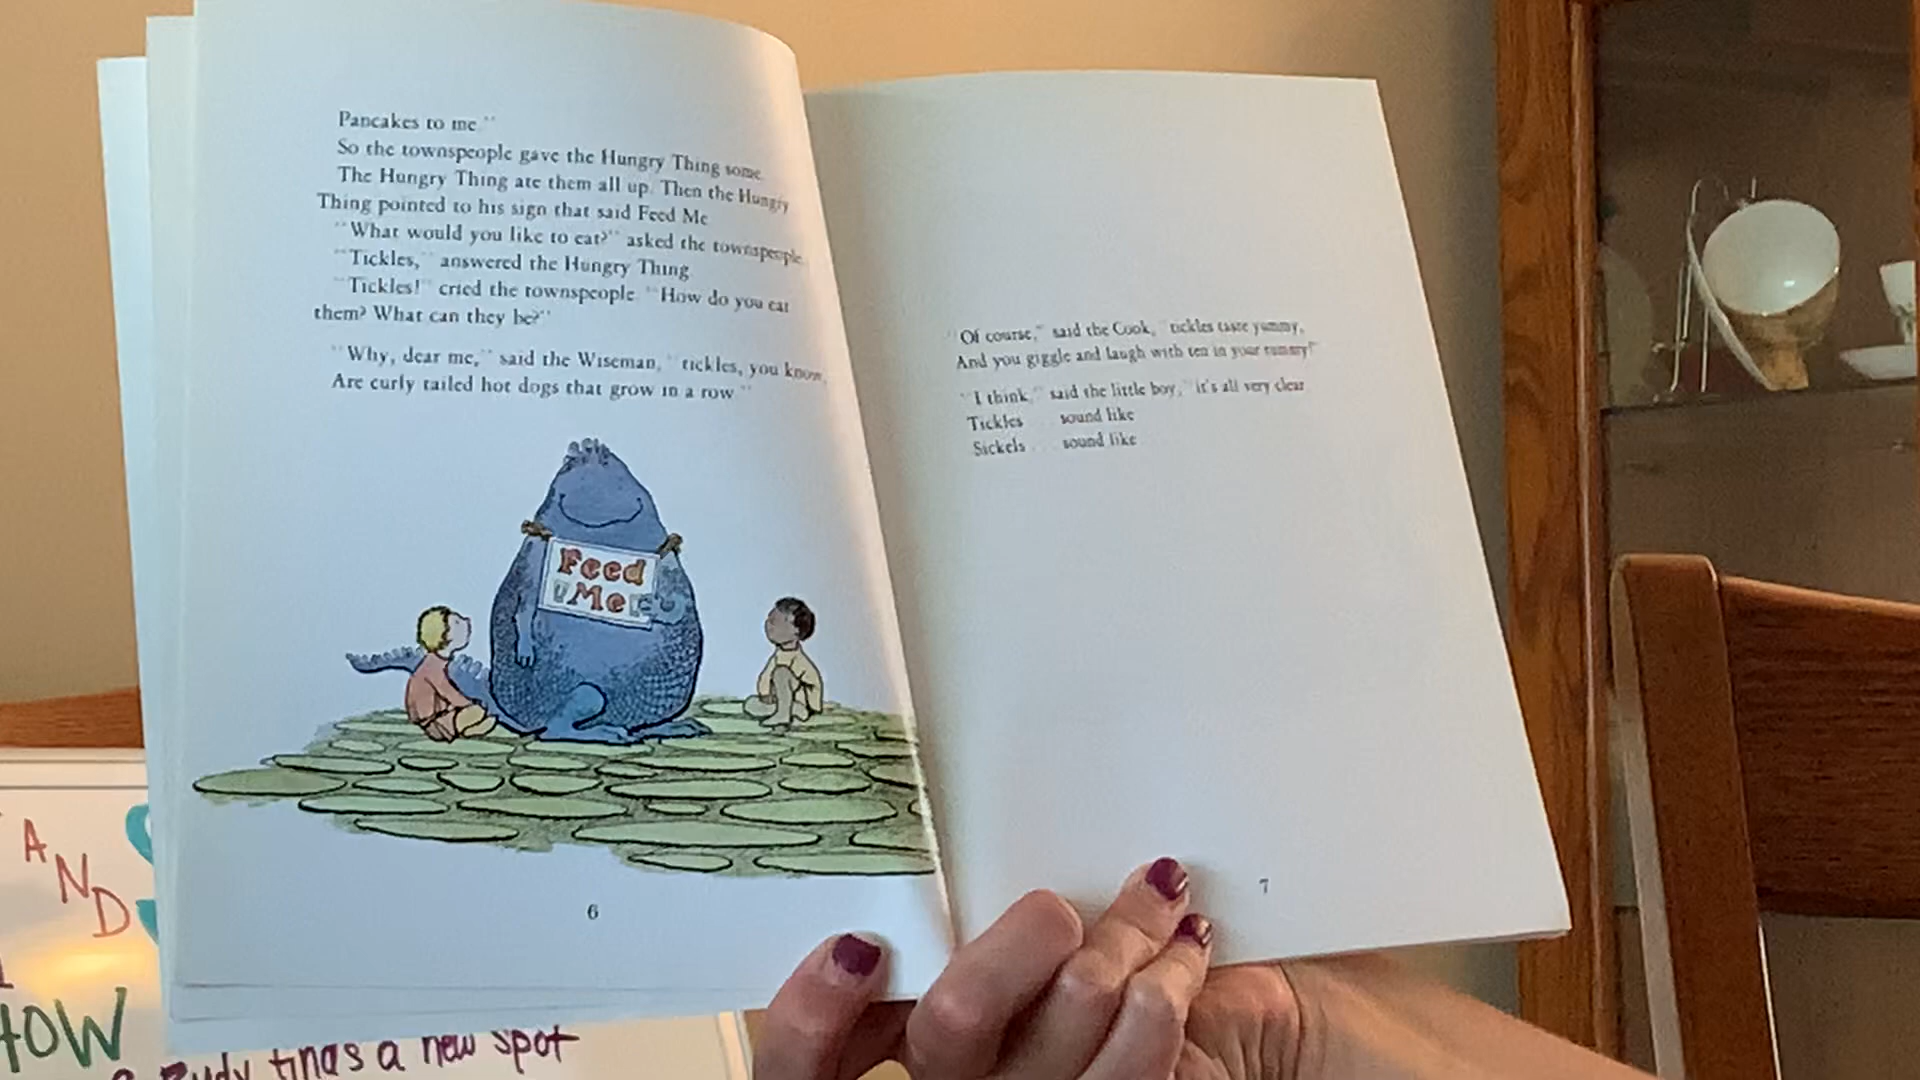 Pancakes to me."
So the townspeople gave the Hungry Thing some.
The Hungry Thing ate them all up. Then the Hungry
Thing pointed to his sign that said Feed Me.
"What would you like to eat?" asked the townspeople.
"Tickles," answered the Hungry Thing.
"Tickles!" cried the townspeople. "How do you eat
them? What can they be?"
"Why, dear me," said the Wiseman, "tickles, you know,
Are curly tailed hot dogs that grow in a row."
Feed
Me
6
"Of course," said the Cook, "tickles taste yummy,
And you giggle and laugh with ten in your tummy!"
"I think," said the little boy, "it's all very clear.
Tickles . . . sound like
Sickels . . . sound like
7
AND
HOW
finds a new spot